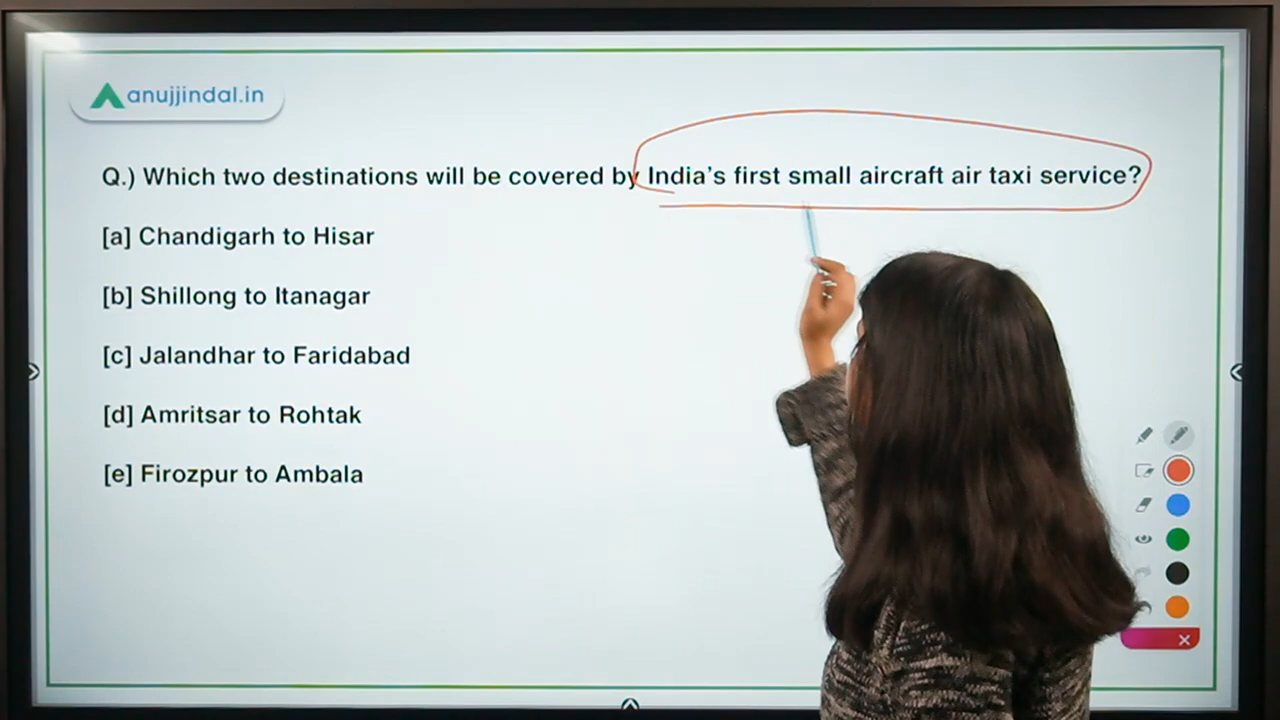 anujjindal.in
Q.) Which two destinations will be covered by India's first small aircraft air taxi service?
[a] Chandigarh to Hisar
[b] Shillong to Itanagar
[c] Jalandhar to Faridabad
[d] Amritsar to Rohtak
[e] Firozpur to Ambala